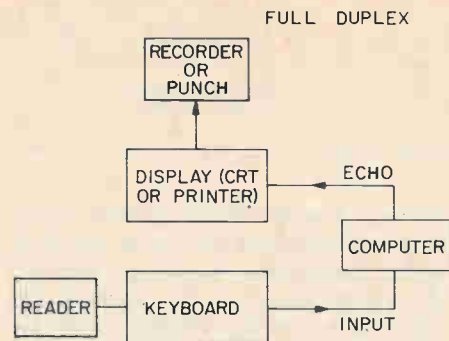 FULL DUPLEX
RECORDER
OR
PUNCH
DISPLAY (CRT
OR PRINTER)
ECHO
COMPUTER
READER
KEYBOARD
INPUT